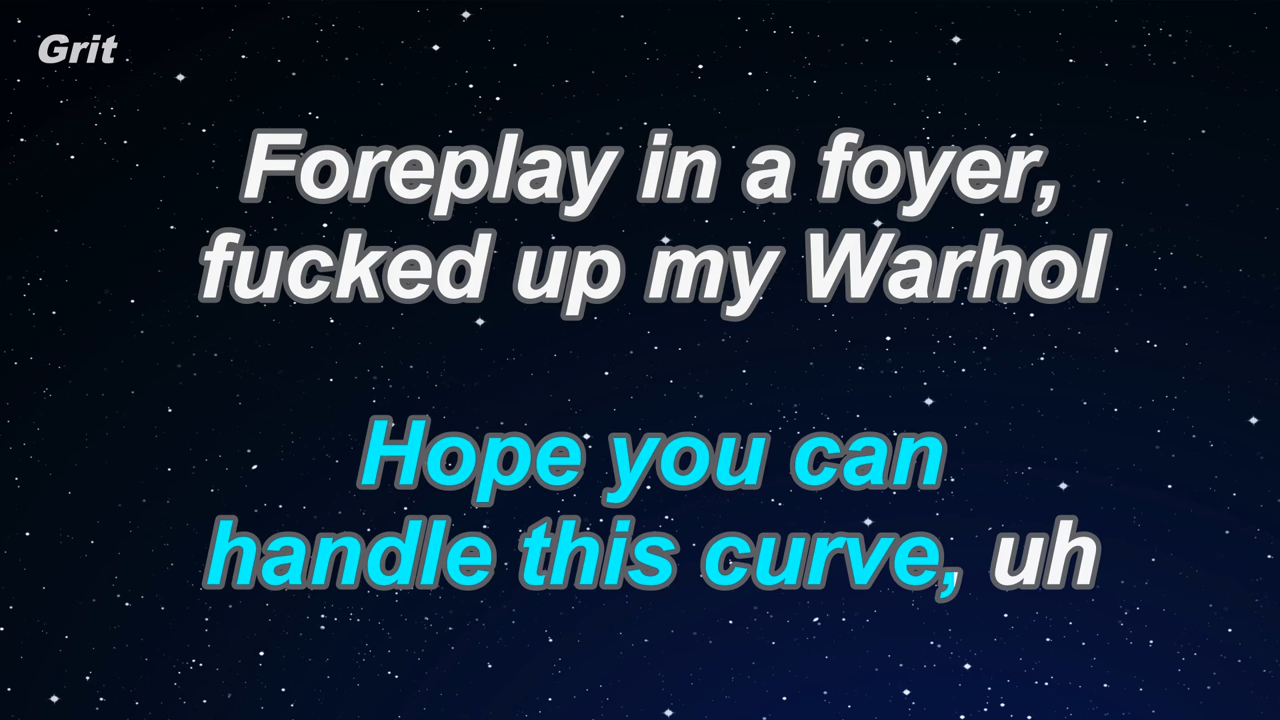 Grit
Foreplay in a foyer,
fucked up my Warhol
Hope you can
handle this curve, uh